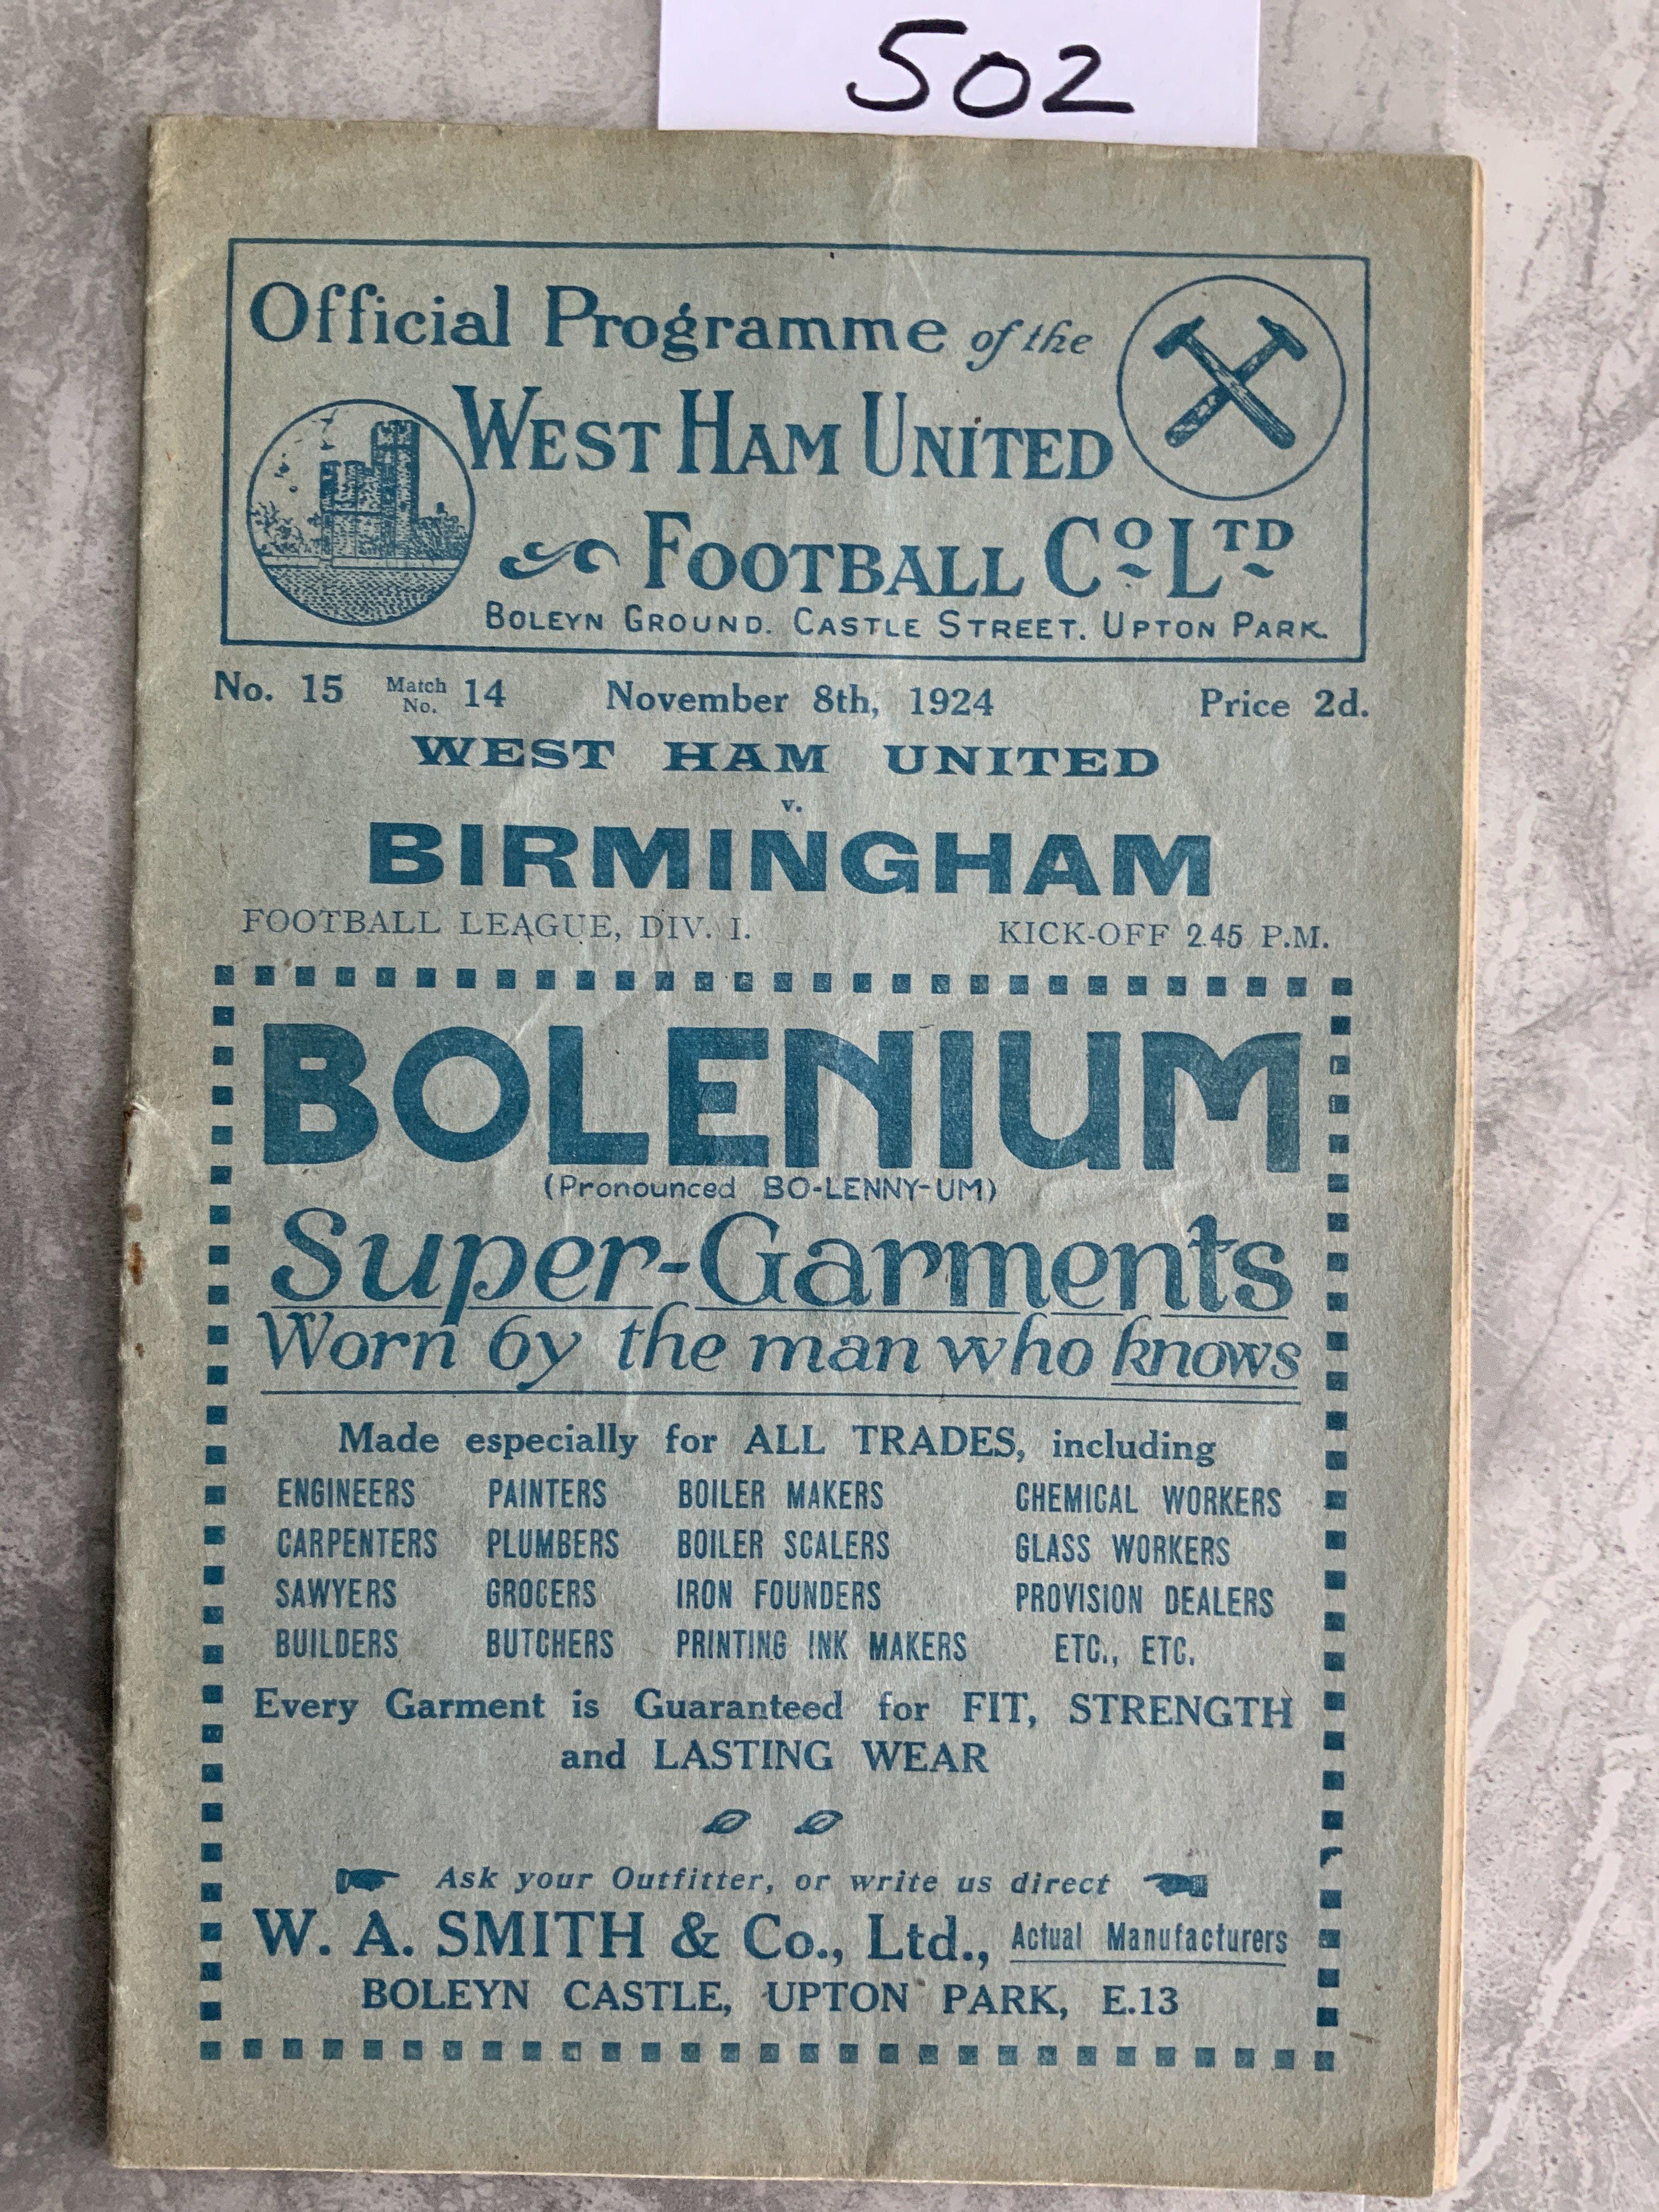 502
Official Programme of the
WEST HAM UNITED
FOOTBALL CO LTD
BOLEYN GROUND. CASTLE STREET. UPTON PARK.
No. 15 Match No. 14 November 8th, 1924 Price 2d.
WEST HAM UNITED
v.
BIRMINGHAM
FOOTBALL LEAGUE, DIV. I. KICK-OFF 2.45 P.M.
BOLENIUM
(Pronounced BO-LENNY-UM)
Super-Garments
Worn by the man who knows
Made especially for ALL TRADES, including
ENGINEERS PAINTERS BOILER MAKERS CHEMICAL WORKERS
CARPENTERS PLUMBERS BOILER SCALERS GLASS WORKERS
SAWYERS GROCERS IRON FOUNDERS PROVISION DEALERS
BUILDERS BUTCHERS PRINTING INK MAKERS ETC., ETC.
Every Garment is Guaranteed for FIT, STRENGTH
and LASTING WEAR
Ask your Outfitter, or write us direct
W. A. SMITH & Co., Ltd., Actual Manufacturers
BOLEYN CASTLE, UPTON PARK, E.13